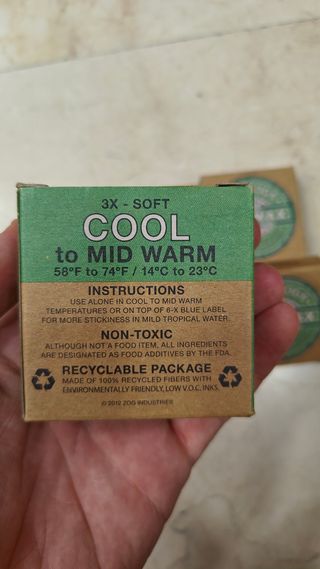 3X - SOFT
COOL
to MID WARM
58°F to 74°F / 14°C to 23°C
INSTRUCTIONS
USE ALONE IN COOL TO MID WARM
TEMPERATURES OR ON TOP OF 6-X BLUE LABEL
FOR MORE STICKINESS IN MILD TROPICAL WATER.
NON-TOXIC
ALTHOUGH NOT A FOOD ITEM, ALL INGREDIENTS
ARE DESIGNATED AS FOOD ADDITIVES BY THE FDA.
RECYCLABLE PACKAGE
MADE OF 100% RECYCLED FIBERS WITH
ENVIRONMENTALLY FRIENDLY, LOW V.O.C. INKS.
© 2012 ZOG INDUSTRIES